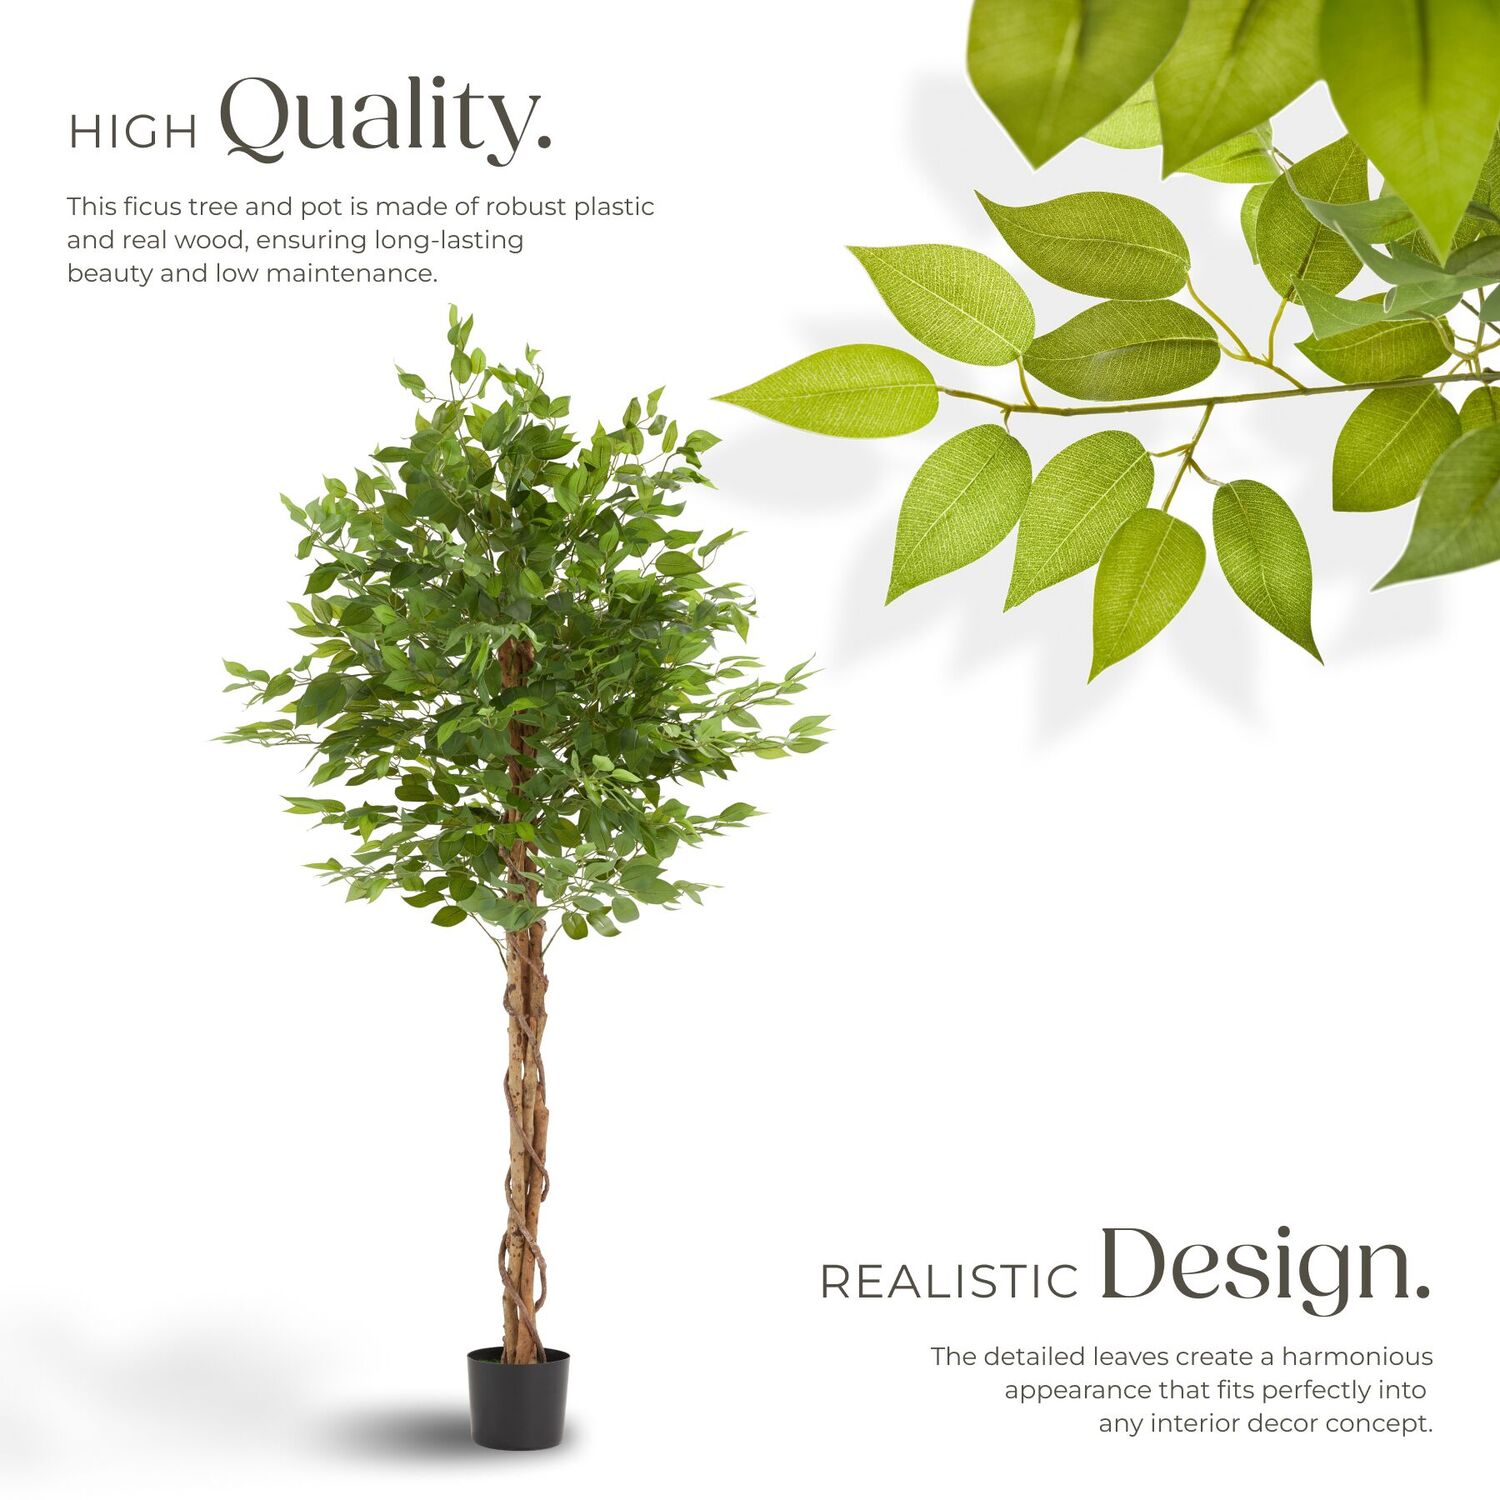 HIGH Quality.
This ficus tree and pot is made of robust plastic
and real wood, ensuring long-lasting
beauty and low maintenance.
REALISTIC Design.
The detailed leaves create a harmonious
appearance that fits perfectly into
any interior decor concept.